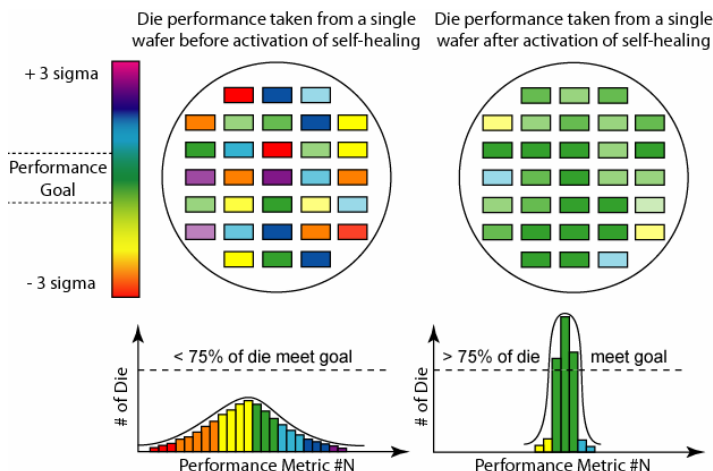 Die performance taken from a single
wafer before activation of self-healing
Die performance taken from a single
wafer after activation of self-healing
+ 3 sigma
Performance
Goal
- 3 sigma
# of Die
< 75% of die meet goal
Performance Metric #N
# of Die
> 75% of die meet goal
Performance Metric #N